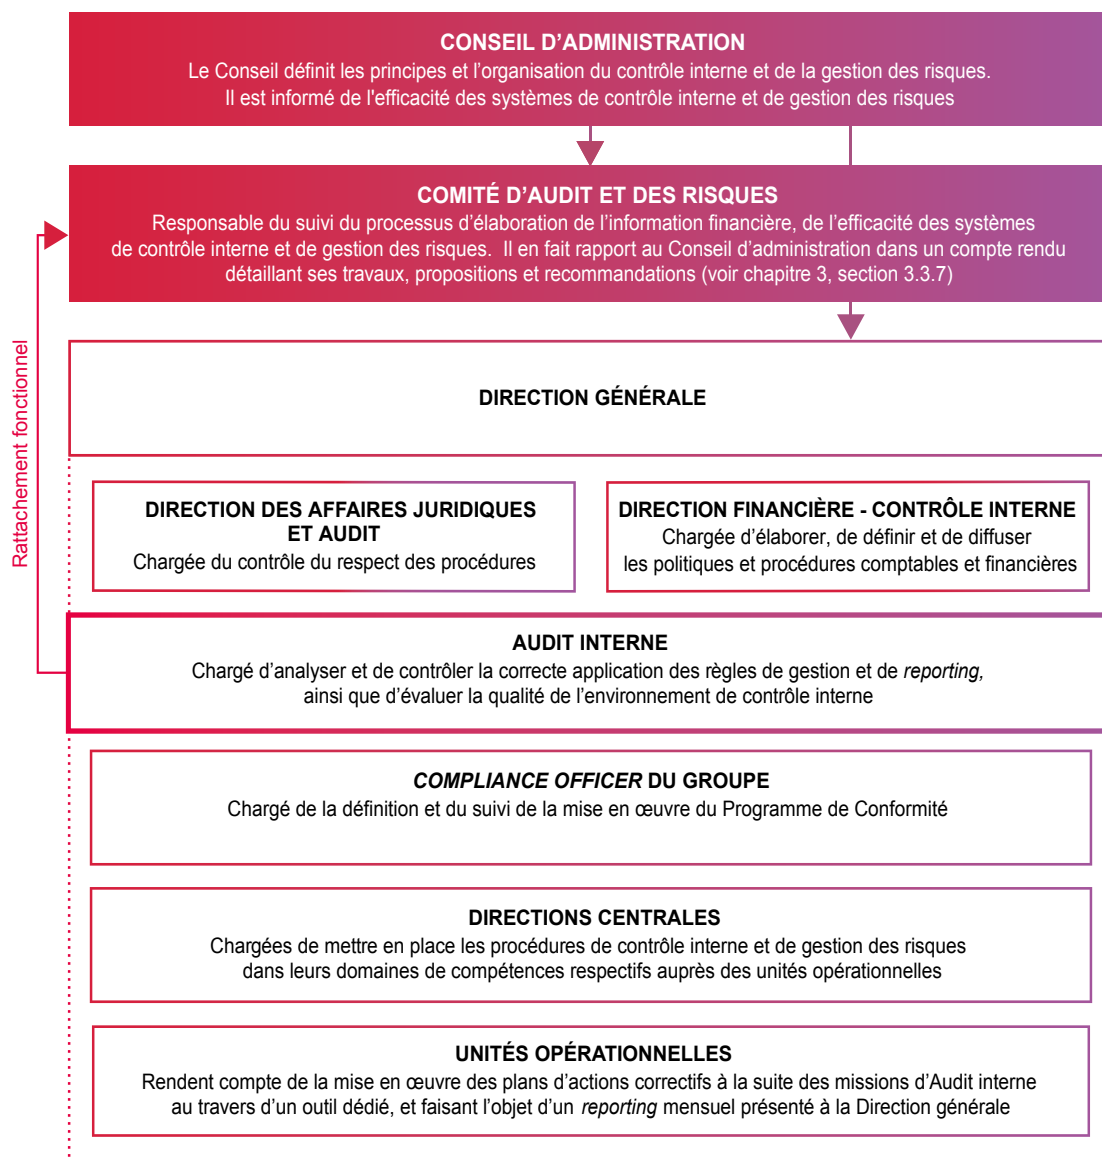 CONSEIL D’ADMINISTRATION
Le Conseil définit les principes et l’organisation du contrôle interne et de la gestion des risques.
Il est informé de l'efficacité des systèmes de contrôle interne et de gestion des risques
COMITÉ D’AUDIT ET DES RISQUES
Responsable du suivi du processus d’élaboration de l’information financière, de l’efficacité des systèmes
de contrôle interne et de gestion des risques. Il en fait rapport au Conseil d’administration dans un compte rendu
détaillant ses travaux, propositions et recommandations (voir chapitre 3, section 3.3.7)
Rattachement fonctionnel
DIRECTION GÉNÉRALE
DIRECTION DES AFFAIRES JURIDIQUES
ET AUDIT
Chargée du contrôle du respect des procédures
DIRECTION FINANCIÈRE - CONTRÔLE INTERNE
Chargée d’élaborer, de définir et de diffuser
les politiques et procédures comptables et financières
AUDIT INTERNE
Chargé d’analyser et de contrôler la correcte application des règles de gestion et de reporting,
ainsi que d’évaluer la qualité de l’environnement de contrôle interne
COMPLIANCE OFFICER DU GROUPE
Chargé de la définition et du suivi de la mise en œuvre du Programme de Conformité
DIRECTIONS CENTRALES
Chargées de mettre en place les procédures de contrôle interne et de gestion des risques
dans leurs domaines de compétences respectifs auprès des unités opérationnelles
UNITÉS OPÉRATIONNELLES
Rendent compte de la mise en œuvre des plans d’actions correctifs à la suite des missions d’Audit interne
au travers d’un outil dédié, et faisant l’objet d’un reporting mensuel présenté à la Direction générale